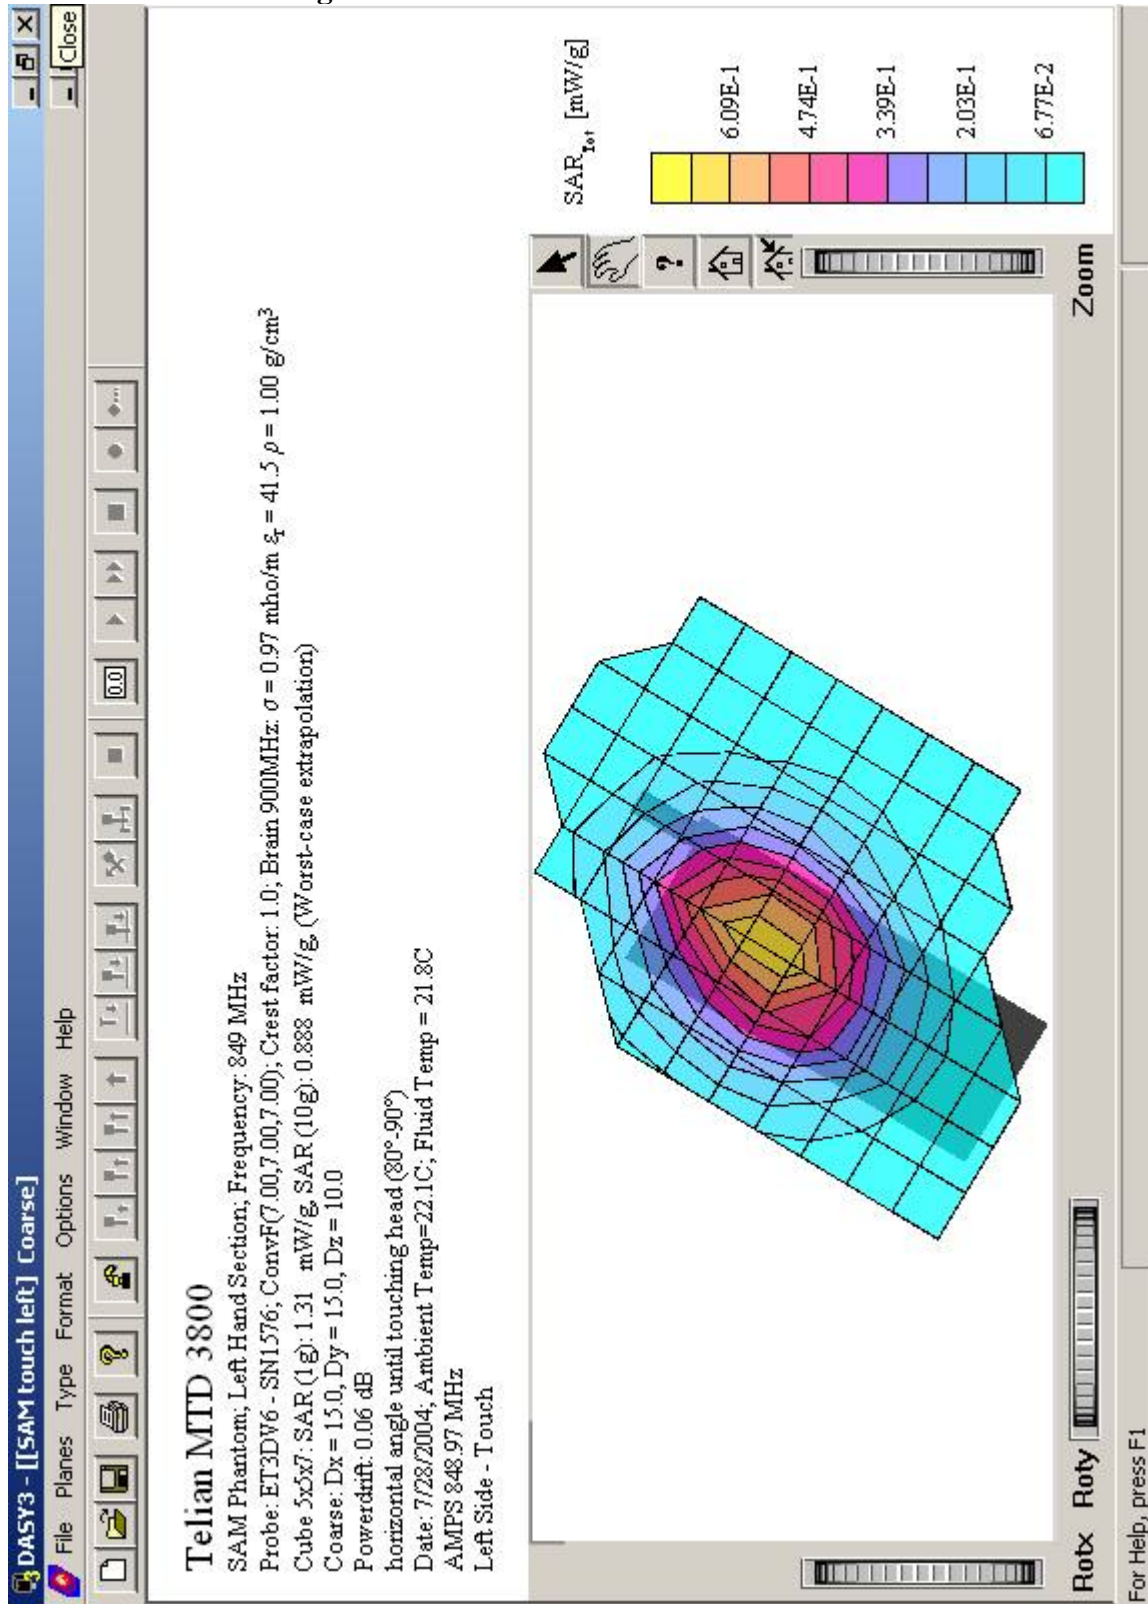 DASY3 - [[SAM touch left] Coarse]
Close
File Planes Type Format Options Window Help
0.0
Telian MTD 3800
SAM Phantom; Left Hand Section; Frequency: 849 MHz
Probe: ET3DV6 - SN1576; ConvF(7.00,7.00,7.00); Crest factor: 1.0; Brain 900MHz: σ = 0.97 mho/m εr = 41.5 ρ = 1.00 g/cm³
Cube 5x5x7: SAR (1g): 1.31 mW/g, SAR (10g): 0.888 mW/g, (Worst-case extrapolation)
Coarse: Dx = 15.0, Dy = 15.0, Dz = 10.0
Powerdrift: 0.06 dB
horizontal angle until touching head (80°-90°)
Date: 7/28/2004; Ambient Temp=22.1C; Fluid Temp = 21.8C
AMPS 848.97 MHz
Left Side - Touch
SARTot [mW/g]
6.09E-1
4.74E-1
3.39E-1
2.03E-1
6.77E-2
Rotx Roty Zoom
For Help, press F1